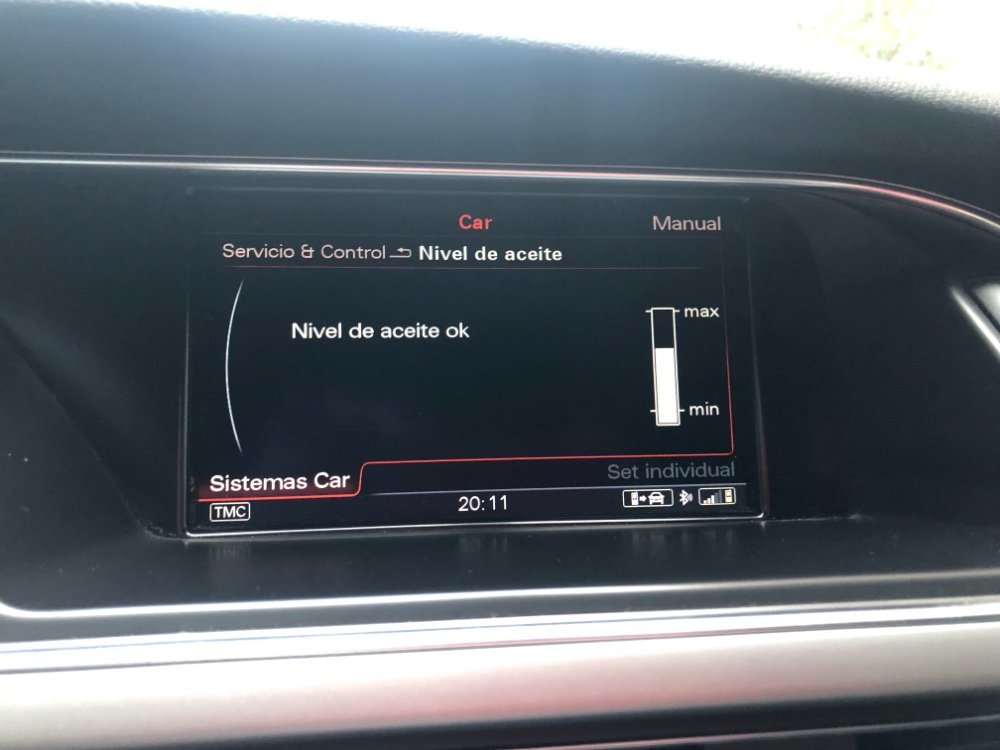 Car
Manual
Servicio & Control Nivel de aceite
Nivel de aceite ok
max
min
Set individual
Sistemas Car
TMC
20:11